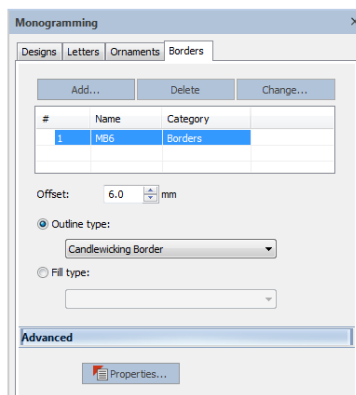 Monogramming
Designs Letters Ornaments Borders
Add... Delete Change...
# Name Category
1 MB6 Borders
Offset: 6.0 mm
Outline type:
Candlewicking Border
Fill type:
Advanced
Properties...